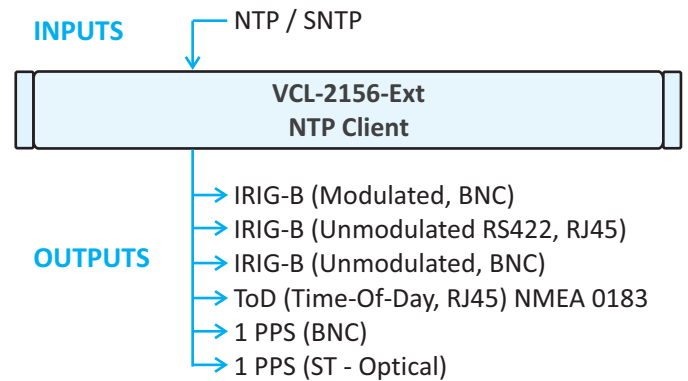 INPUTS
NTP / SNTP
VCL-2156-Ext
NTP Client
IRIG-B (Modulated, BNC)
IRIG-B (Unmodulated RS422, RJ45)
OUTPUTS
IRIG-B (Unmodulated, BNC)
ToD (Time-Of-Day, RJ45) NMEA 0183
1 PPS (BNC)
1 PPS (ST - Optical)